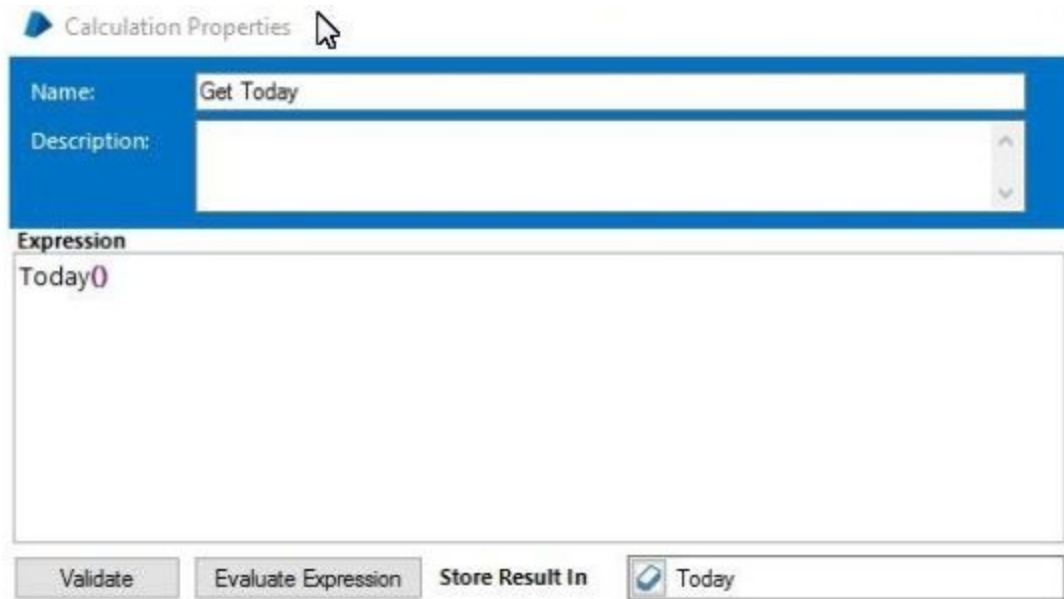 Calculation Properties
Name: Get Today
Description:
Expression
Today()
Validate Evaluate Expression Store Result In Today